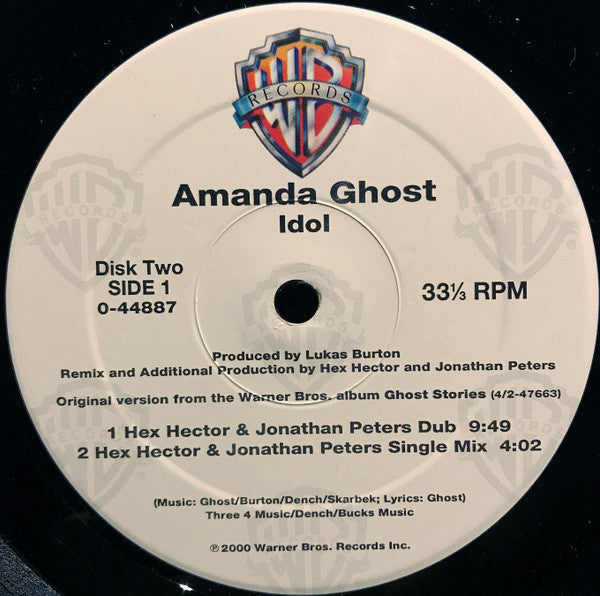 WB
RECORDS
Amanda Ghost
Idol
Disk Two
SIDE 1
0-44887
33⅓ RPM
Produced by Lukas Burton
Remix and Additional Production by Hex Hector and Jonathan Peters
Original version from the Warner Bros. album Ghost Stories (4/2-47663)
1 Hex Hector & Jonathan Peters Dub 9:49
2 Hex Hector & Jonathan Peters Single Mix 4:02
(Music: Ghost/Burton/Dench/Skarbek; Lyrics: Ghost)
Three 4 Music/Dench/Bucks Music
℗2000 Warner Bros. Records Inc.